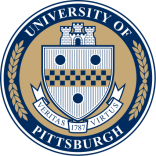 UNIVERSITY OF
VERITAS VIRTUS
1787
PITTSBURGH